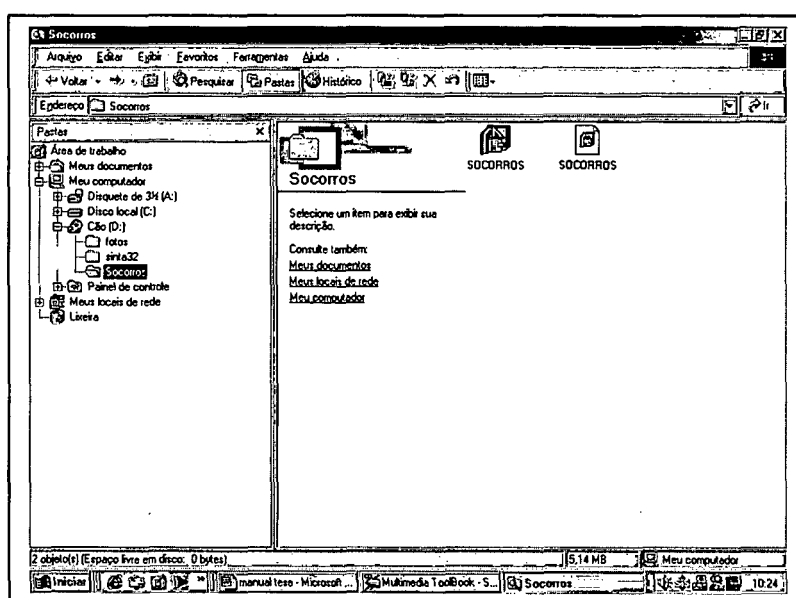 Socorros
Arquivo Editar Exibir Favoritos Ferramentas Ajuda
Voltar Pesquisar Pastas Histórico
Endereço Socorros Ir
Pastas
Área de trabalho
Meus documentos
Meu computador
Disquete de 3½ (A:)
Disco local (C:)
Cão (D:)
fotos
sinta32
Socorros
Painel de controle
Meus locais de rede
Lixeira
Socorros
Selecione um item para exibir sua
descrição.
Consulte também:
Meus documentos
Meus locais de rede
Meu computador
SOCORROS SOCORROS
2 objeto(s) (Espaço livre em disco: 0 bytes) 5,14 MB Meu computador
Iniciar manual tese - Microsoft ... Multimedia ToolBook - S... Socorros 10:24